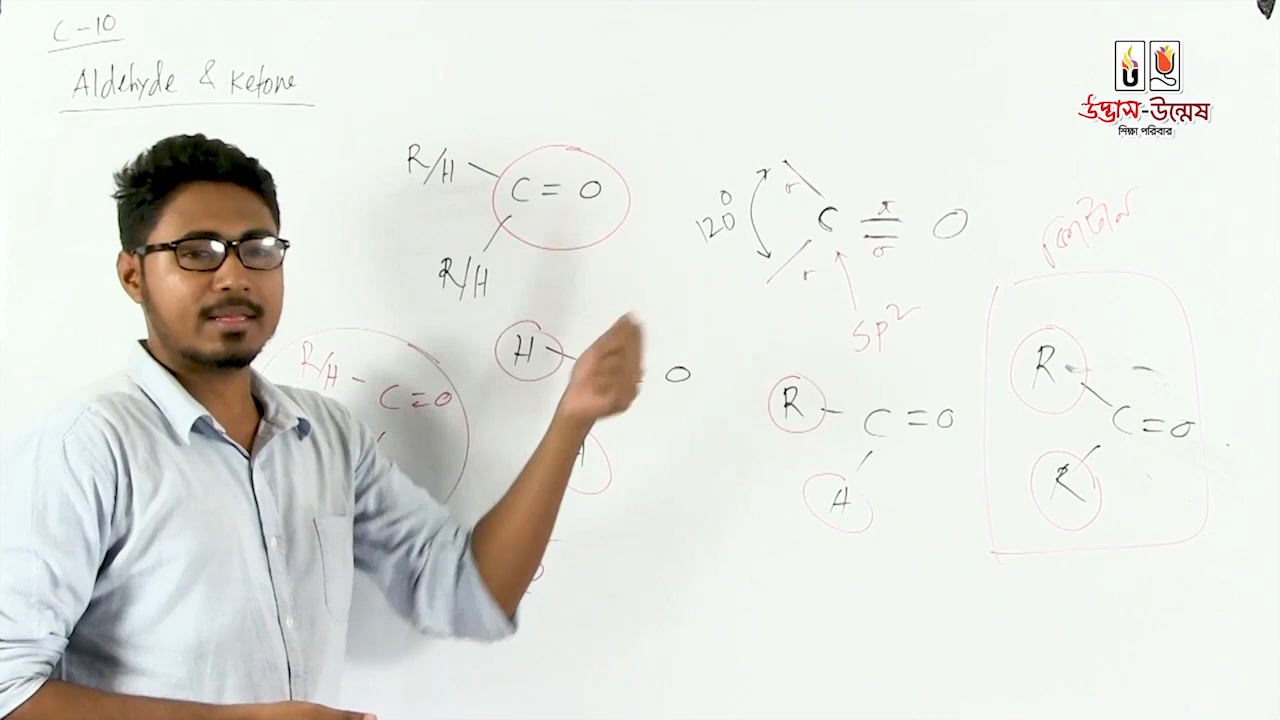 C-10
Aldehyde & Ketone
উদ্ভাস-উন্মেষ
শিক্ষা পরিবার
R/H
C = O
R/H
120°
σ
C
π
σ
O
σ
SP²
কিটোন
R/H - C = O
H
O
H
R - C = O
H
R
C = O
R